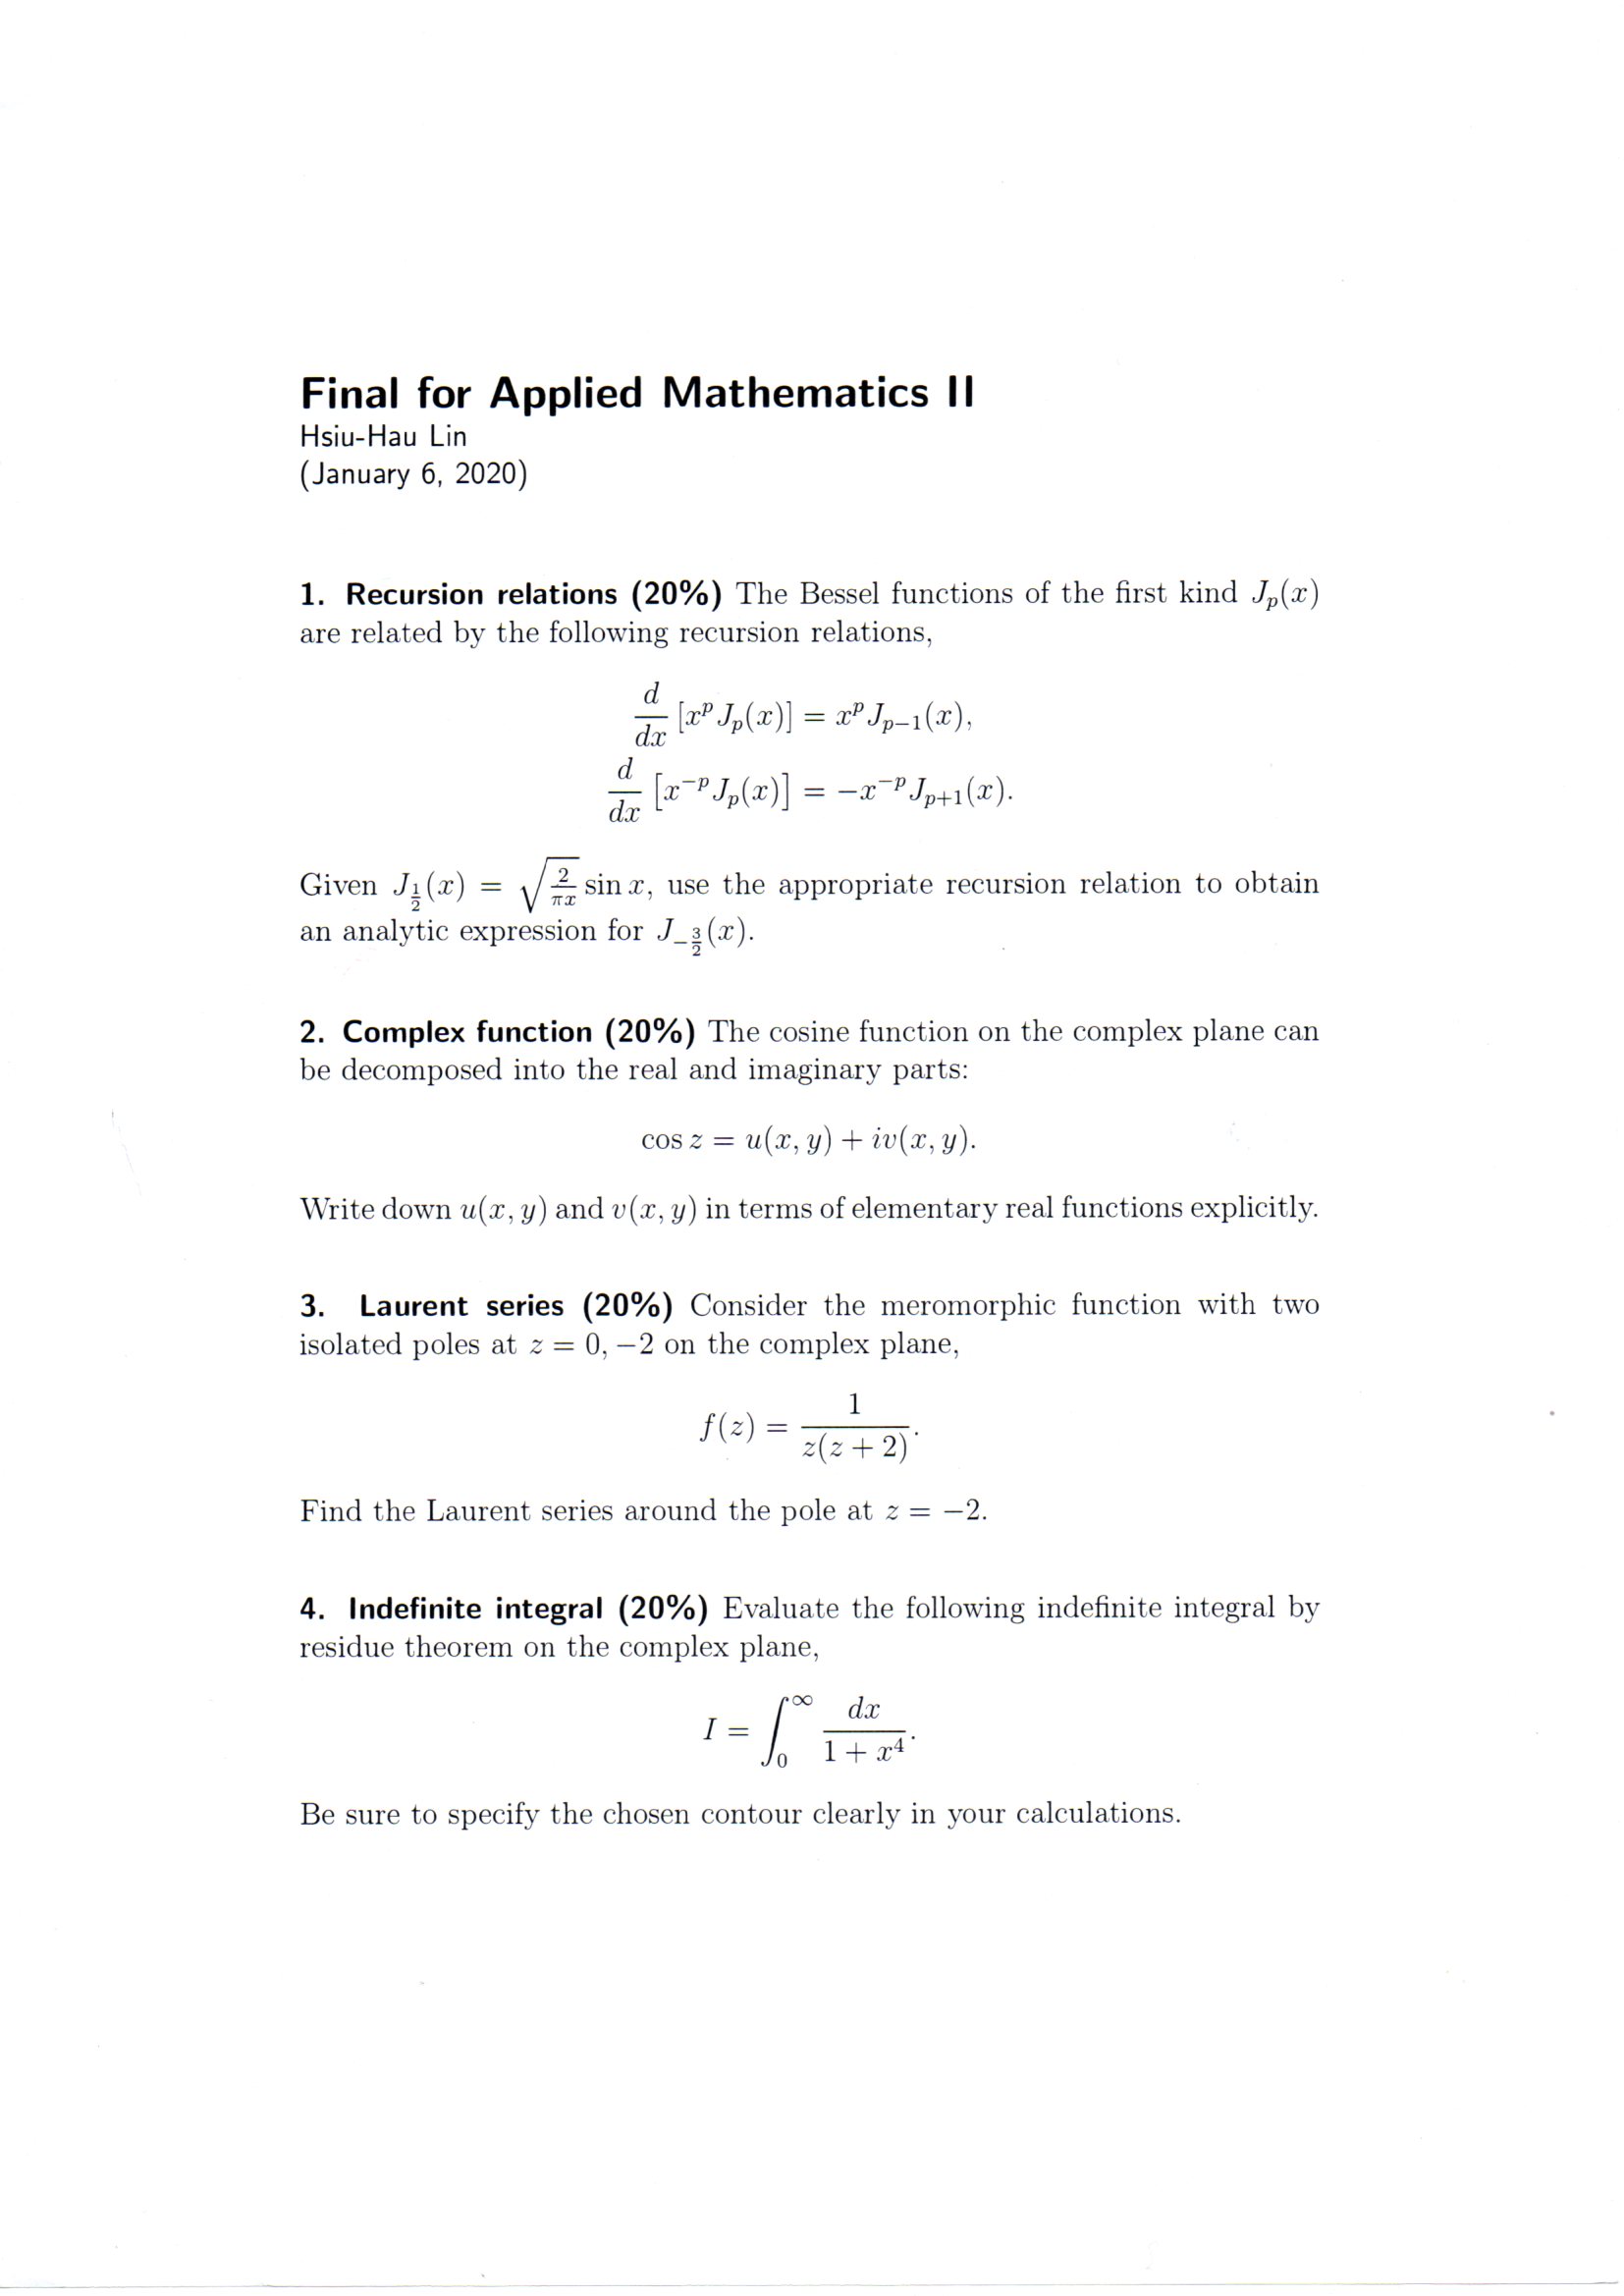 Final for Applied Mathematics II
Hsiu-Hau Lin
(January 6, 2020)
1. Recursion relations (20%) The Bessel functions of the first kind J_p(x)
are related by the following recursion relations,
\frac{d}{dx} [x^p J_p(x)] = x^p J_{p-1}(x),
\frac{d}{dx} [x^{-p} J_p(x)] = -x^{-p} J_{p+1}(x).
Given J_{\frac{1}{2}}(x) = \sqrt{\frac{2}{\pi x}} sin x, use the appropriate recursion relation to obtain
an analytic expression for J_{-\frac{3}{2}}(x).
2. Complex function (20%) The cosine function on the complex plane can
be decomposed into the real and imaginary parts:
cos z = u(x, y) + iv(x, y).
Write down u(x, y) and v(x, y) in terms of elementary real functions explicitly.
3. Laurent series (20%) Consider the meromorphic function with two
isolated poles at z = 0, −2 on the complex plane,
f(z) = \frac{1}{z(z + 2)}.
Find the Laurent series around the pole at z = −2.
4. Indefinite integral (20%) Evaluate the following indefinite integral by
residue theorem on the complex plane,
I = \int_0^\infty \frac{dx}{1 + x^4}.
Be sure to specify the chosen contour clearly in your calculations.